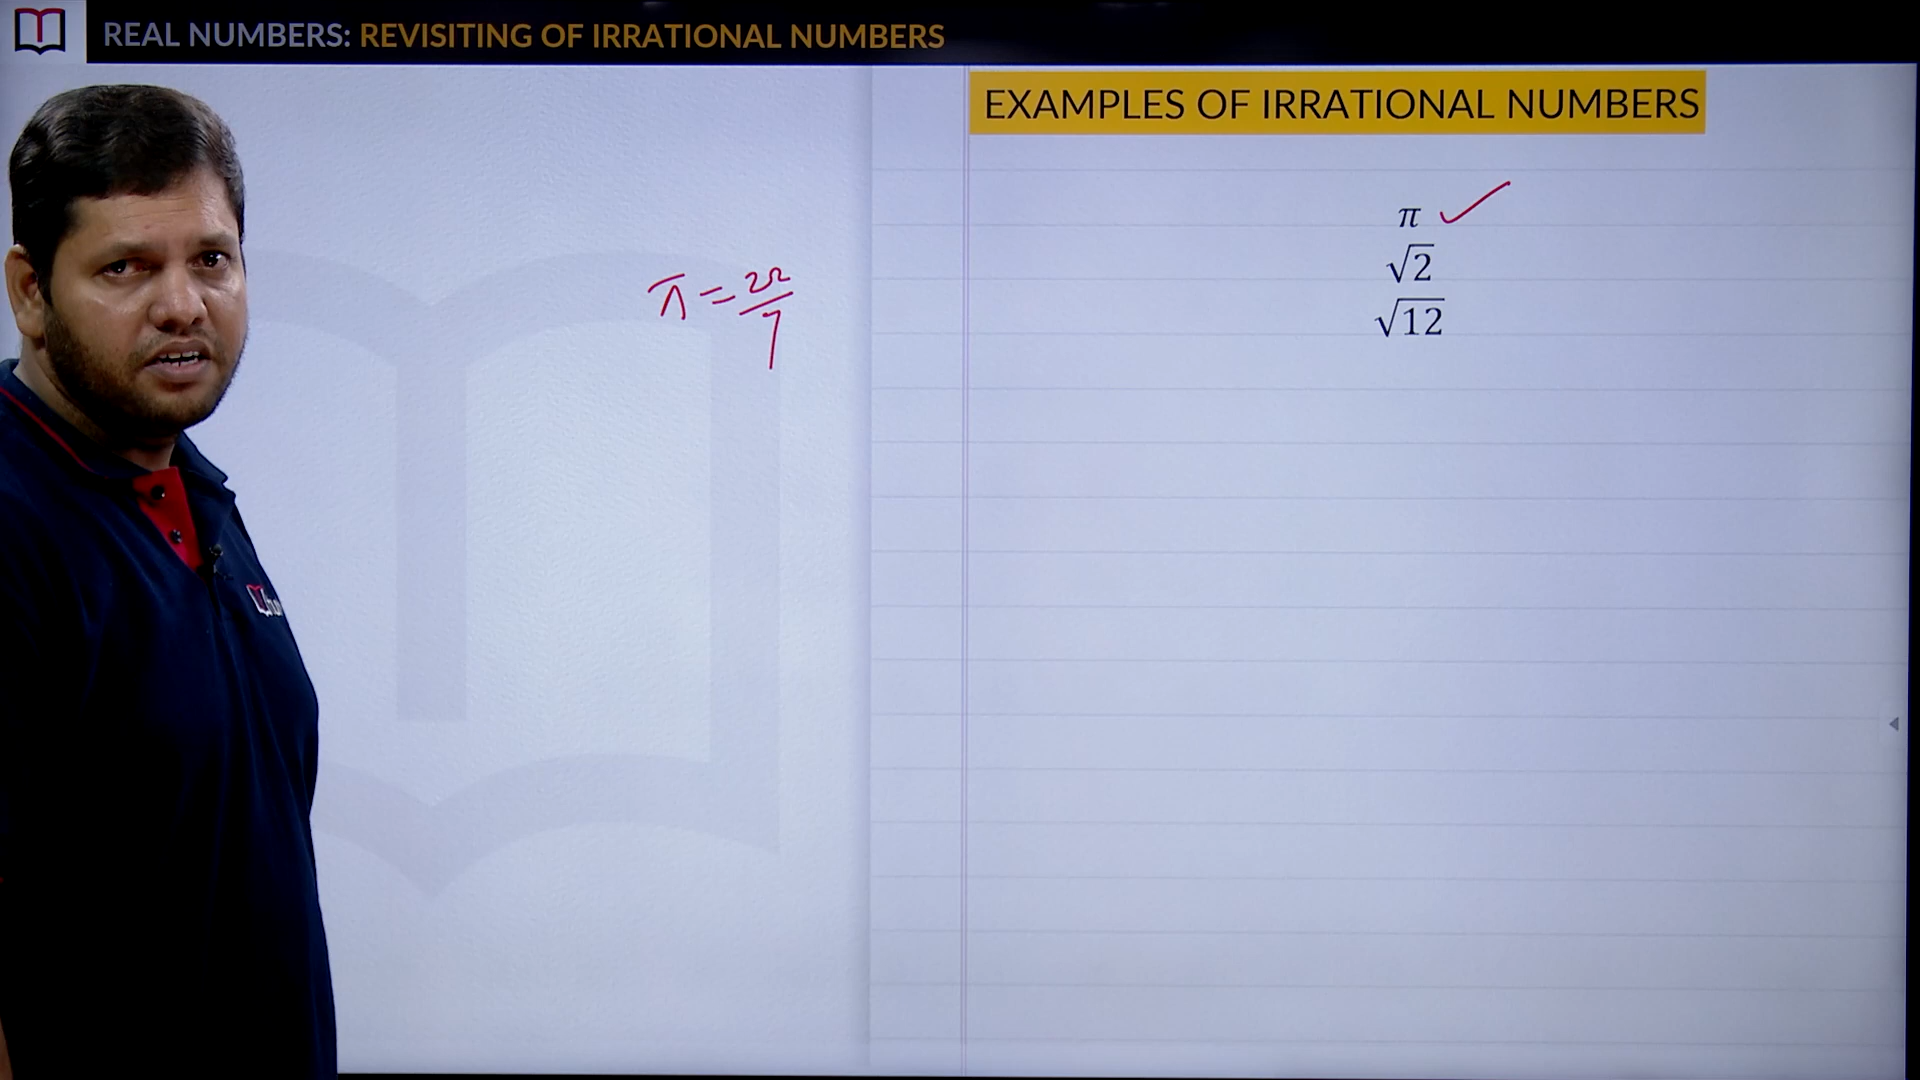 REAL NUMBERS: REVISITING OF IRRATIONAL NUMBERS
EXAMPLES OF IRRATIONAL NUMBERS
π ✓
√2
√12
π = 22/7